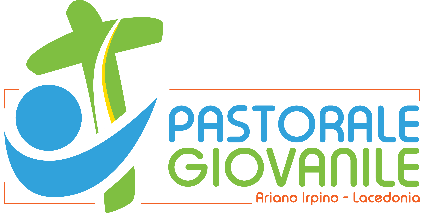 PASTORALE
GIOVANILE
Ariano Irpino - Lacedonia